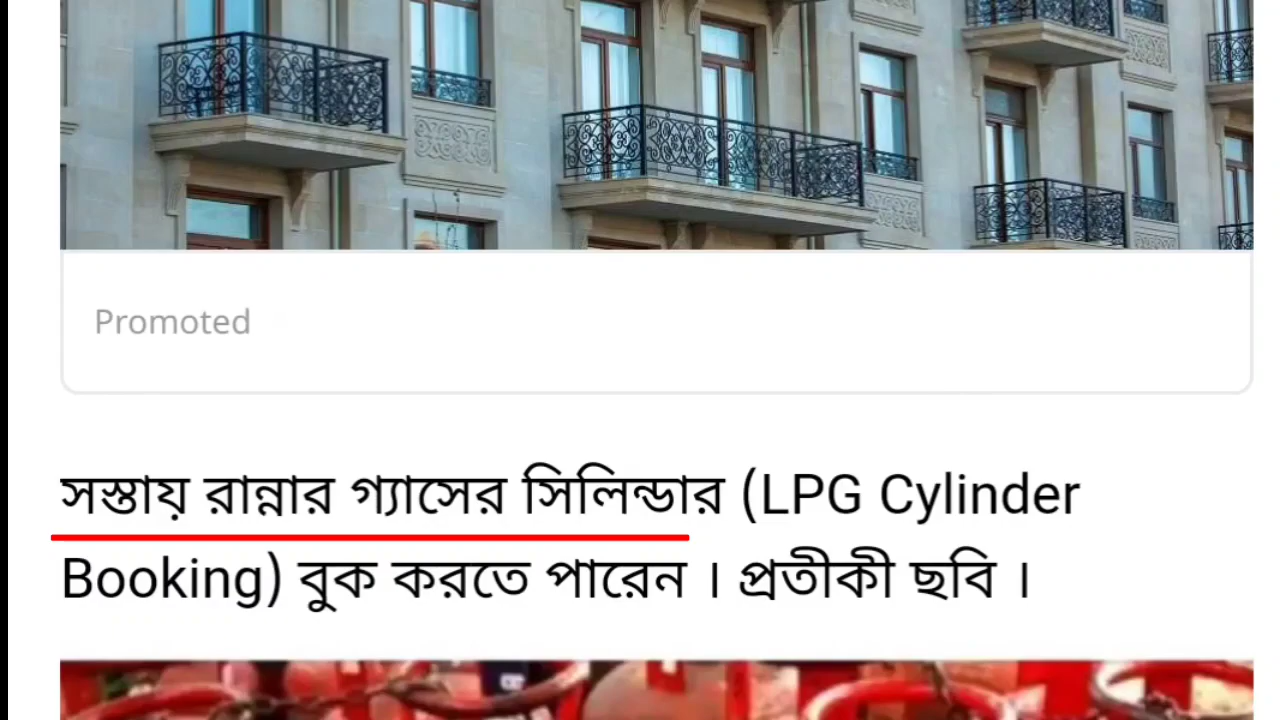 Promoted
সস্তায় রান্নার গ্যাসের সিলিন্ডার (LPG Cylinder
Booking) বুক করতে পারেন । প্রতীকী ছবি ।